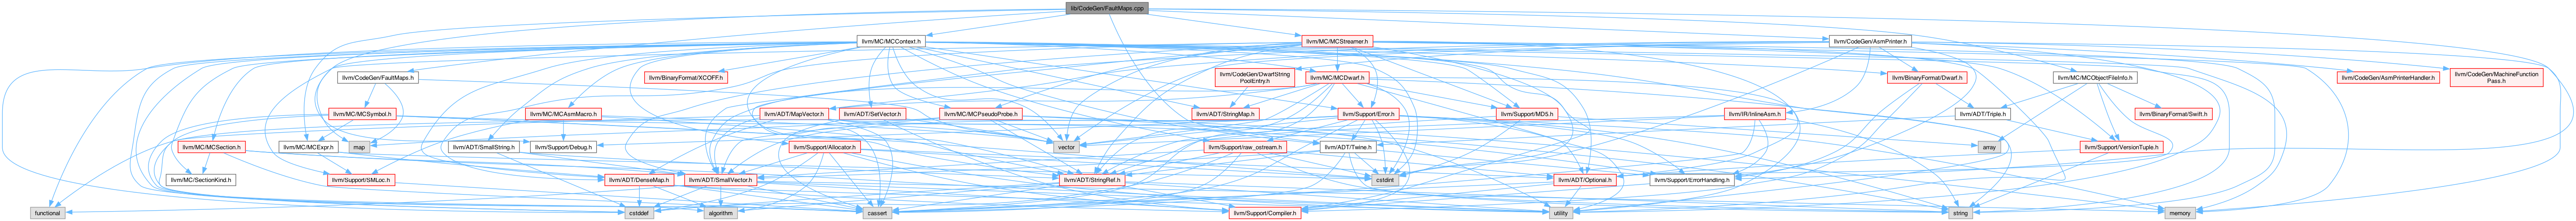 lib/CodeGen/FaultMaps.cpp
llvm/MC/MCContext.h
llvm/MC/MCStreamer.h
llvm/CodeGen/AsmPrinter.h
llvm/CodeGen/FaultMaps.h
llvm/BinaryFormat/XCOFF.h
llvm/CodeGen/DwarfString
PoolEntry.h
llvm/MC/MCDwarf.h
llvm/BinaryFormat/Dwarf.h
llvm/MC/MCObjectFileInfo.h
llvm/CodeGen/AsmPrinterHandler.h
llvm/CodeGen/MachineFunction
Pass.h
llvm/MC/MCSymbol.h
llvm/MC/MCAsmMacro.h
llvm/ADT/MapVector.h
llvm/ADT/SetVector.h
llvm/MC/MCPseudoProbe.h
llvm/ADT/StringMap.h
llvm/Support/Error.h
llvm/Support/MD5.h
llvm/IR/InlineAsm.h
llvm/ADT/Triple.h
llvm/BinaryFormat/Swift.h
llvm/MC/MCSection.h
llvm/MC/MCExpr.h
map
llvm/ADT/SmallString.h
llvm/Support/Debug.h
llvm/Support/Allocator.h
vector
llvm/Support/raw_ostream.h
llvm/ADT/Twine.h
array
llvm/Support/VersionTuple.h
llvm/MC/SectionKind.h
llvm/Support/SMLoc.h
llvm/ADT/DenseMap.h
llvm/ADT/SmallVector.h
llvm/ADT/StringRef.h
cstdint
llvm/ADT/Optional.h
llvm/Support/ErrorHandling.h
functional
cstddef
algorithm
cassert
llvm/Support/Compiler.h
utility
string
memory